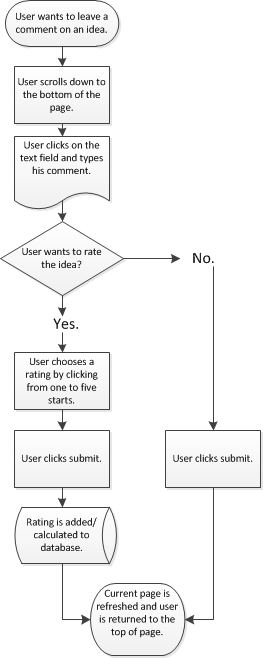 User wants to leave a
comment on an idea.
User scrolls down to
the bottom of the
page.
User clicks on the
text field and types
his comment.
User wants to rate
the idea?
No.
Yes.
User chooses a
rating by clicking
from one to five
starts.
User clicks submit.
User clicks submit.
Rating is added/
calculated to
database.
Current page is
refreshed and user
is returned to the
top of page.